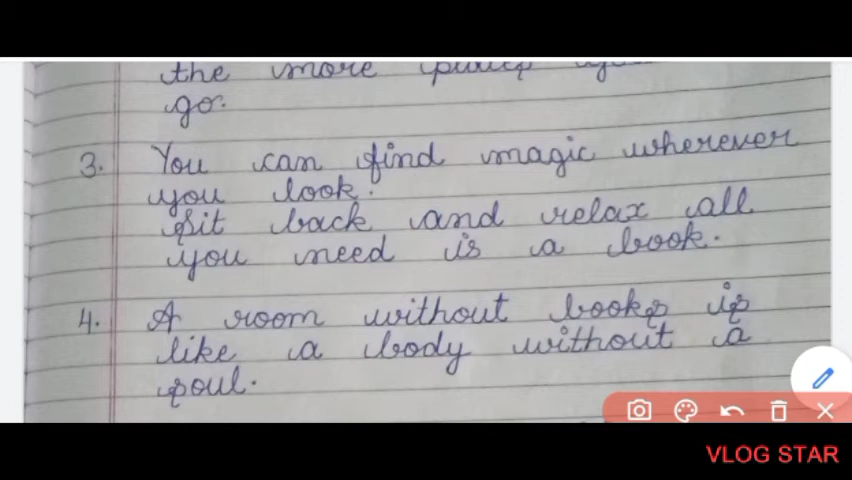 the more
go.
3. You can find magic wherever
you look.
Sit back and relax all
you need is a book.
4. A room without books is
like a body without a
soul.
VLOG STAR